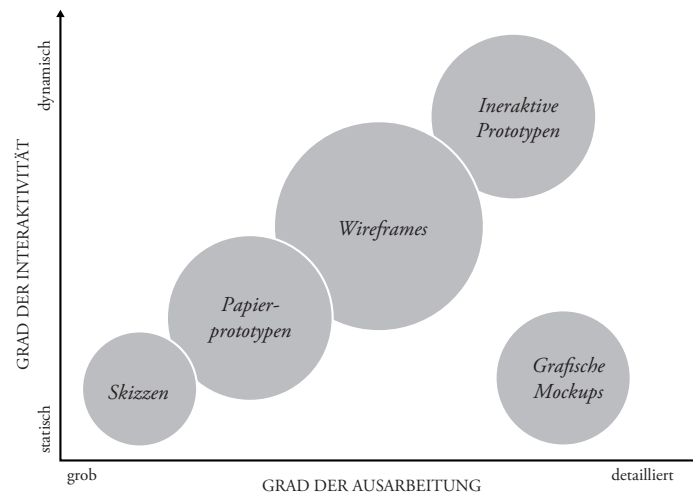 dynamisch
GRAD DER INTERAKTIVITÄT
statisch
Ineraktive
Prototypen
Wireframes
Papier-
prototypen
Skizzen
Grafische
Mockups
grob
GRAD DER AUSARBEITUNG
detailliert